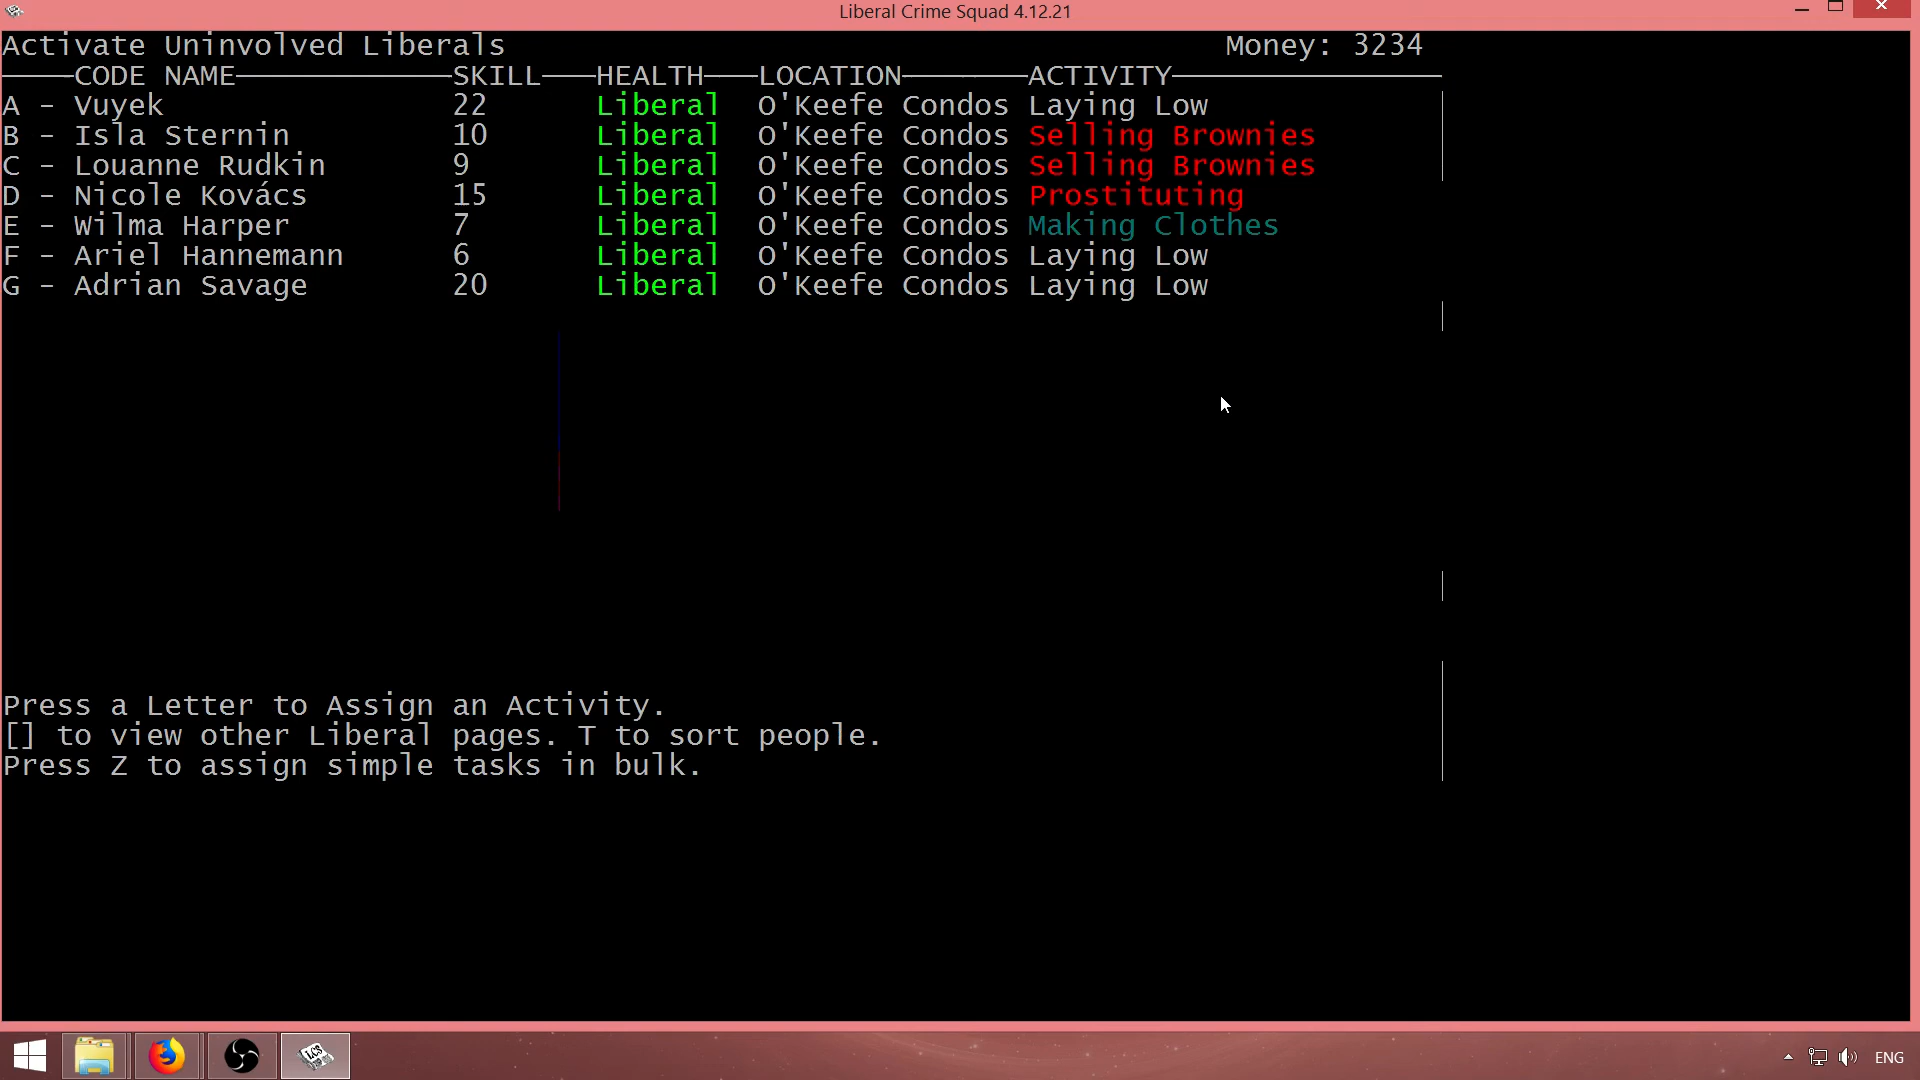 Liberal Crime Squad 4.12.21
Activate Uninvolved Liberals Money: 3234
CODE NAME SKILL HEALTH LOCATION ACTIVITY
A - Vuyek 22 Liberal O'Keefe Condos Laying Low
B - Isla Sternin 10 Liberal O'Keefe Condos Selling Brownies
C - Louanne Rudkin 9 Liberal O'Keefe Condos Selling Brownies
D - Nicole Kovács 15 Liberal O'Keefe Condos Prostituting
E - Wilma Harper 7 Liberal O'Keefe Condos Making Clothes
F - Ariel Hannemann 6 Liberal O'Keefe Condos Laying Low
G - Adrian Savage 20 Liberal O'Keefe Condos Laying Low
Press a Letter to Assign an Activity.
[] to view other Liberal pages. T to sort people.
Press Z to assign simple tasks in bulk.
LCS
ENG